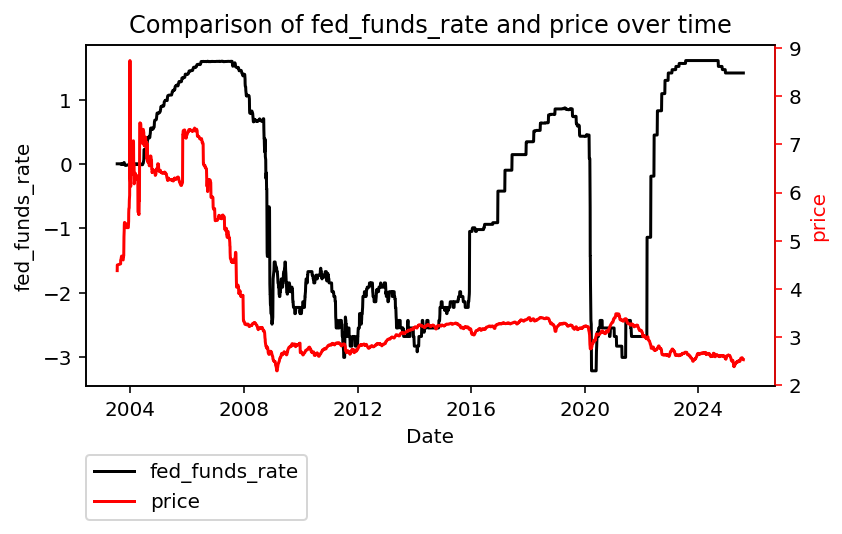 Comparison of fed_funds_rate and price over time
fed_funds_rate
1
0
−1
−2
−3
price
9
8
7
6
5
4
3
2
2004 2008 2012 2016 2020 2024
Date
fed_funds_rate
price